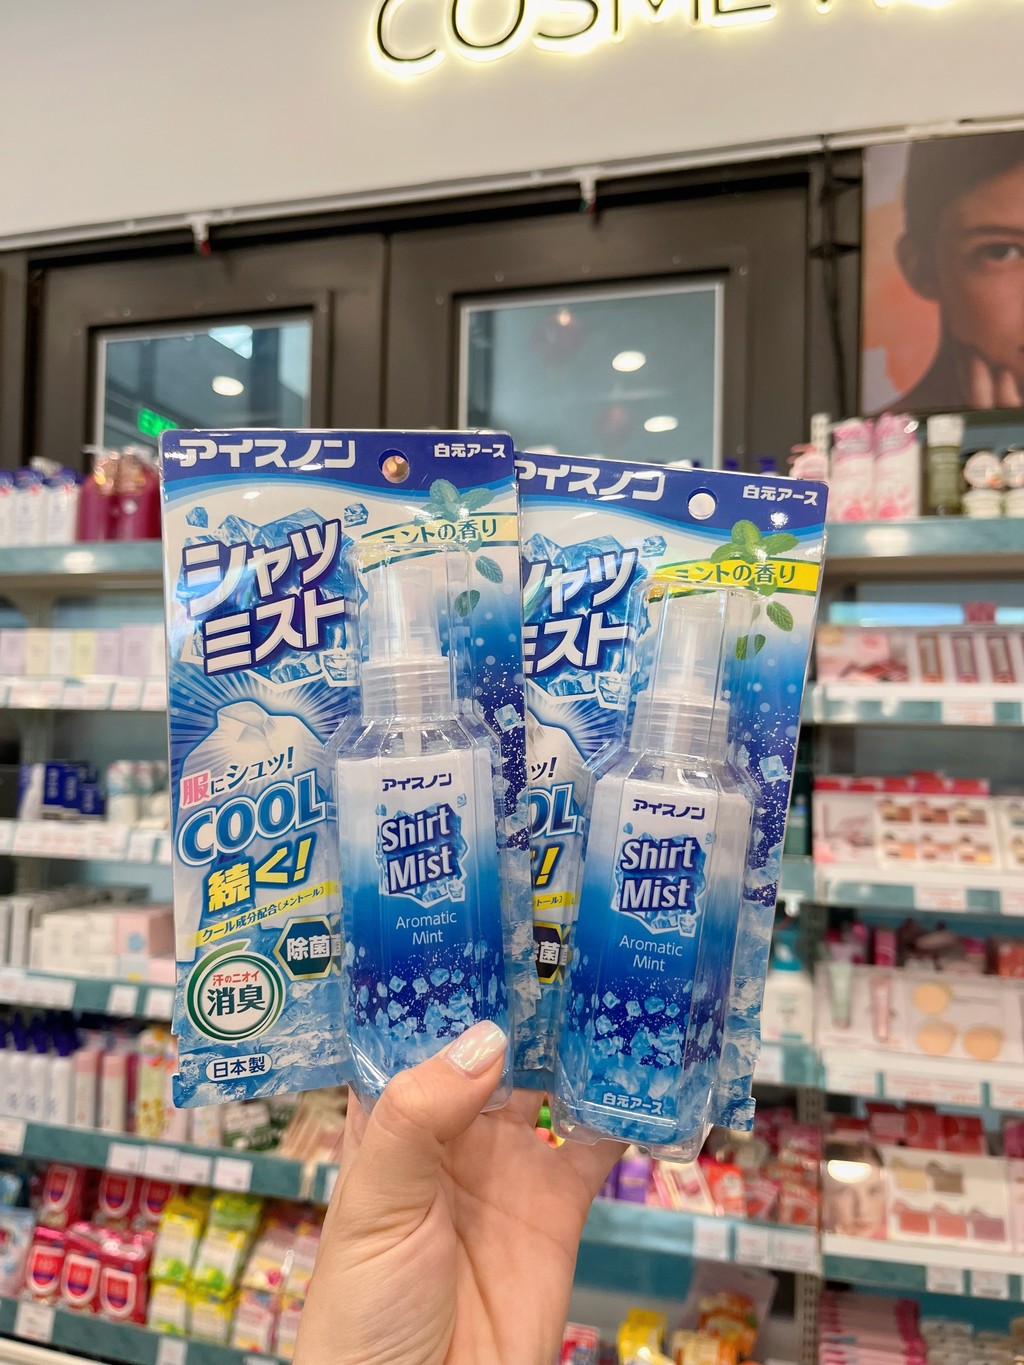 COSME
アイスノン
白元アース
ミントの香り
シャツ
ミスト
服にシュッ!
COOL
続く!
クール成分配合(メントール)
除菌
汗のニオイ
消臭
日本製
アイスノン
Shirt
Mist
Aromatic
Mint
アイスノン
白元アース
ミントの香り
シャツ
ミスト
アイスノン
Shirt
Mist
Aromatic
Mint
白元アース